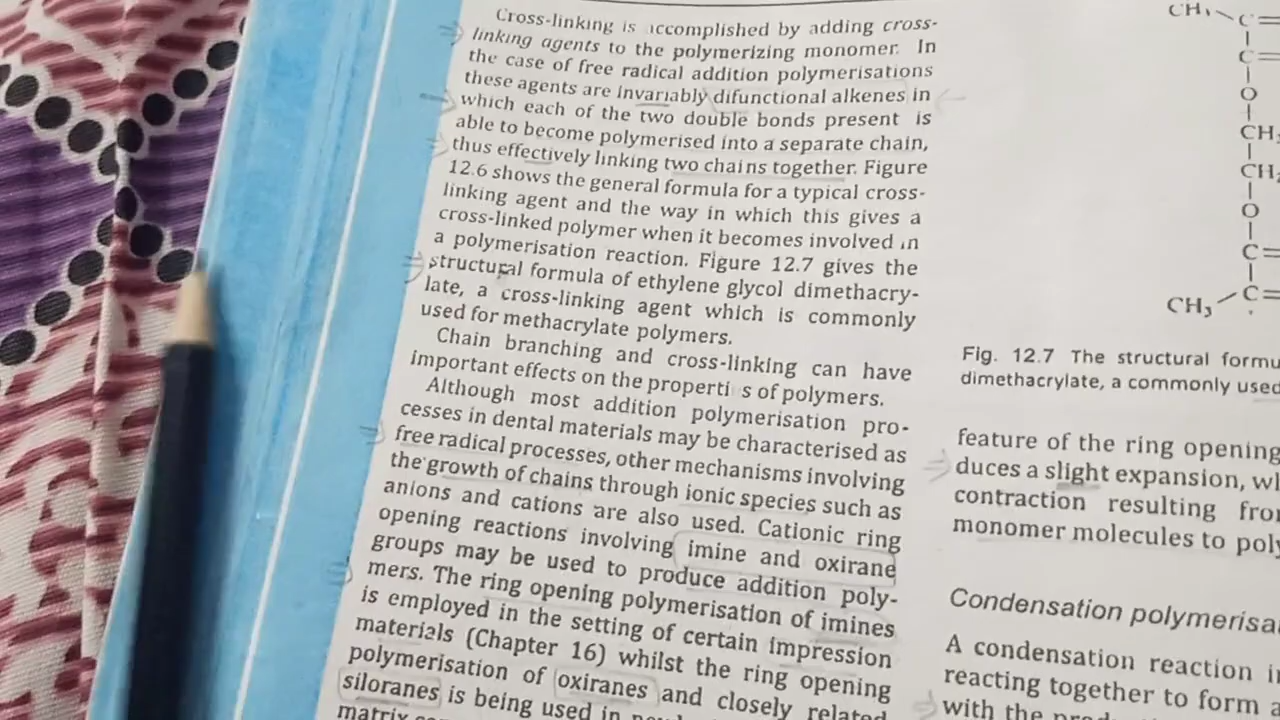 Cross-linking is accomplished by adding cross-
linking agents to the polymerizing monomer. In
the case of free radical addition polymerisations
these agents are invariably difunctional alkenes in
which each of the two double bonds present is
able to become polymerised into a separate chain,
thus effectively linking two chains together. Figure
12.6 shows the general formula for a typical cross-
linking agent and the way in which this gives a
cross-linked polymer when it becomes involved in
a polymerisation reaction. Figure 12.7 gives the
structural formula of ethylene glycol dimethacry-
late, a cross-linking agent which is commonly
used for methacrylate polymers.
Chain branching and cross-linking can have
important effects on the properti s of polymers.
Although most addition polymerisation pro-
cesses in dental materials may be characterised as
free radical processes, other mechanisms involving
the growth of chains through ionic species such as
anions and cations are also used. Cationic ring
opening reactions involving imine and oxirane
groups may be used to produce addition poly-
mers. The ring opening polymerisation of imines
is employed in the setting of certain impression
materials (Chapter 16) whilst the ring opening
polymerisation of oxiranes and closely related
siloranes is being used in
matrix
CH₃ C=
C=
O
CH₂
CH₂
O
C=
CH₃ C=
Fig. 12.7 The structural formu
dimethacrylate, a commonly used
feature of the ring opening
duces a slight expansion, wh
contraction resulting from
monomer molecules to poly
Condensation polymerisa
A condensation reaction in
reacting together to form a
with the